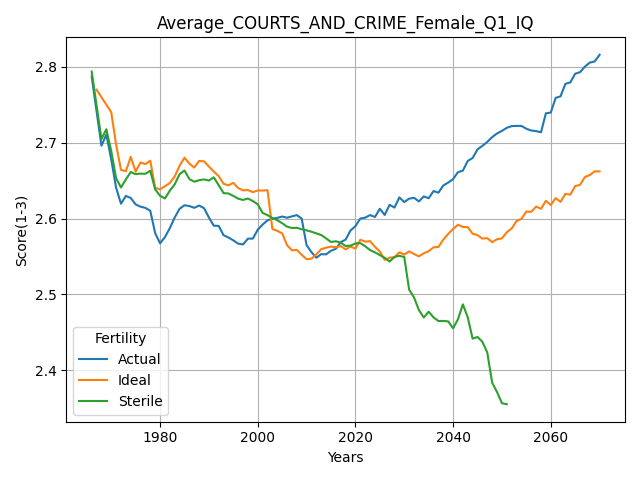 Average_COURTS_AND_CRIME_Female_Q1_IQ
Score(1-3)
2.8
2.7
2.6
2.5
2.4
Fertility
Actual
Ideal
Sterile
1980
2000
2020
2040
2060
Years